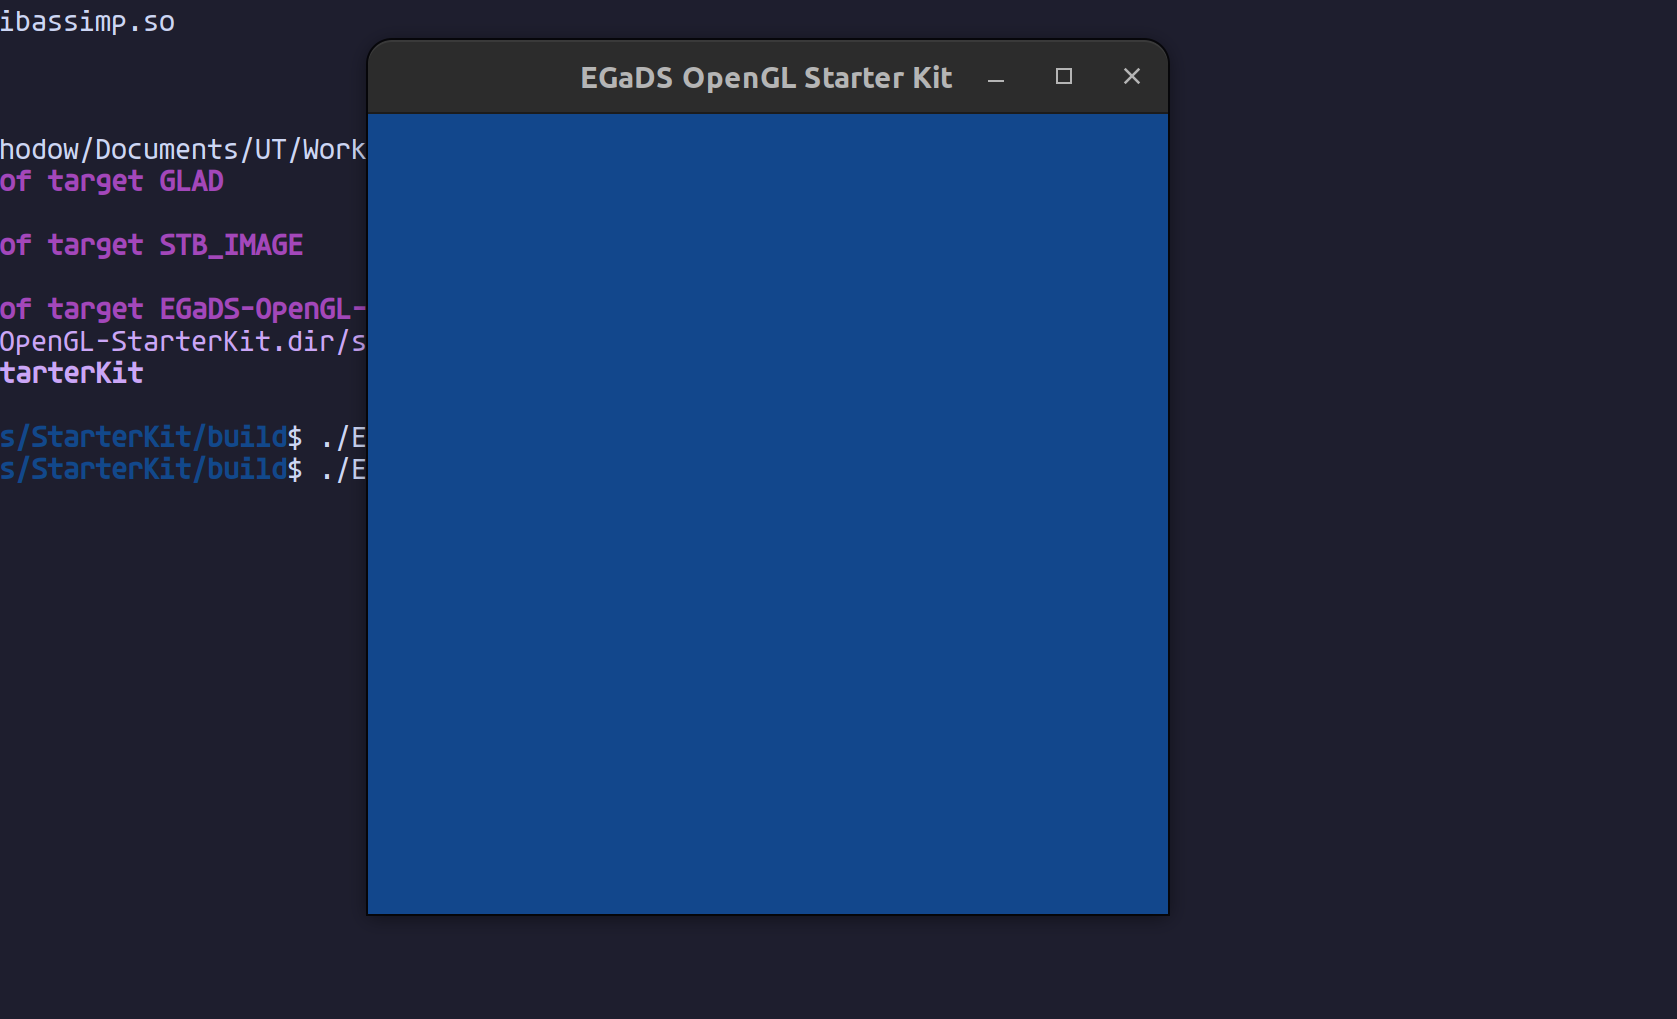 ibassimp.so
EGaDS OpenGL Starter Kit
hodow/Documents/UT/Work
of target GLAD
of target STB_IMAGE
of target EGaDS-OpenGL-
OpenGL-StarterKit.dir/s
tarterKit
s/StarterKit/build$ ./E
s/StarterKit/build$ ./E